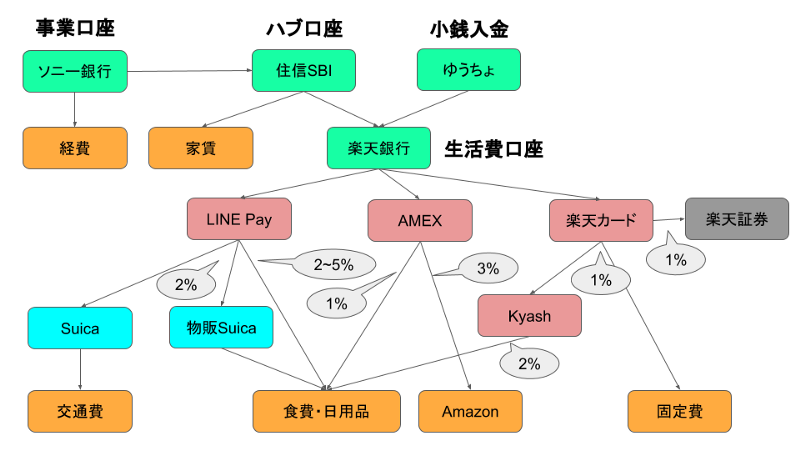 事業口座
ハブ口座
小銭入金
ソニー銀行
住信SBI
ゆうちょ
経費
家賃
楽天銀行
生活費口座
LINE Pay
AMEX
楽天カード
楽天証券
2%
2~5%
1%
3%
1%
1%
Suica
物販Suica
Kyash
2%
交通費
食費・日用品
Amazon
固定費